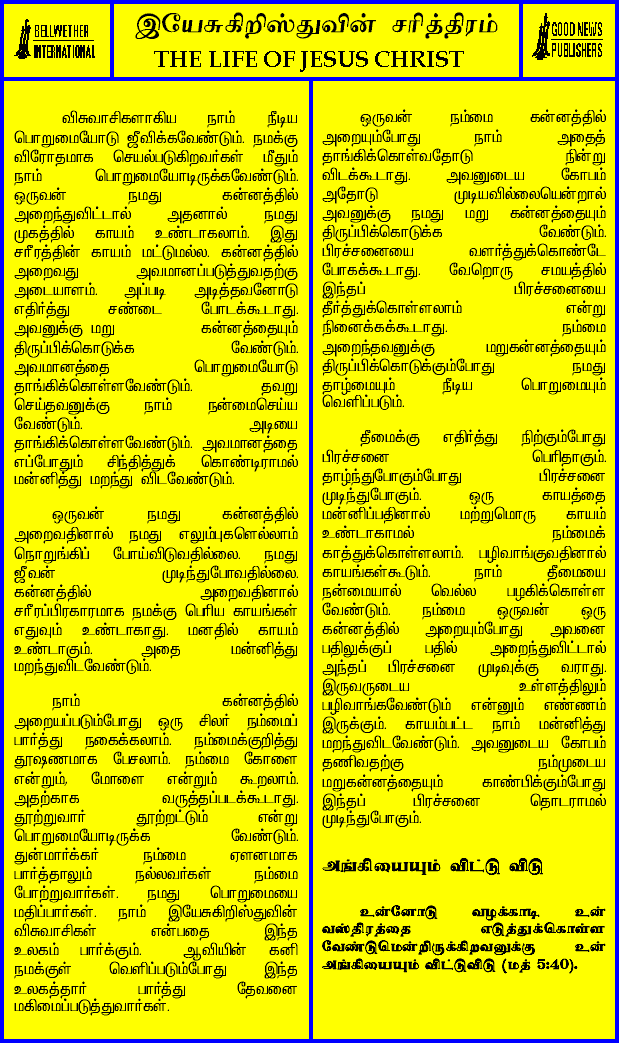 BELLWETHER
INTERNATIONAL
இயேசுகிறிஸ்துவின் சரித்திரம்
THE LIFE OF JESUS CHRIST
GOOD NEWS
PUBLISHERS
விசுவாசிகளாகிய நாம் நீடிய
பொறுமையோடு ஜீவிக்கவேண்டும். நமக்கு
விரோதமாக செயல்படுகிறவர்கள் மீதும்
நாம் பொறுமையோடிருக்கவேண்டும்.
ஒருவன் நமது கன்னத்தில்
அறைந்துவிட்டால் அதனால் நமது
முகத்தில் காயம் உண்டாகலாம். இது
சரீரத்தின் காயம் மட்டுமல்ல. கன்னத்தில்
அறைவது அவமானப்படுத்துவதற்கு
அடையாளம். அப்படி அடித்தவனோடு
எதிர்த்து சண்டை போடக்கூடாது.
அவனுக்கு மறு கன்னத்தையும்
திருப்பிக்கொடுக்க வேண்டும்.
அவமானத்தை பொறுமையோடு
தாங்கிக்கொள்ளவேண்டும். தவறு
செய்தவனுக்கு நாம் நன்மைசெய்ய
வேண்டும். அடியை
தாங்கிக்கொள்ளவேண்டும். அவமானத்தை
எப்போதும் சிந்தித்துக் கொண்டிராமல்
மன்னித்து மறந்து விடவேண்டும்.
ஒருவன் நமது கன்னத்தில்
அறைவதினால் நமது எலும்புகளெல்லாம்
நொறுங்கிப் போய்விடுவதில்லை. நமது
ஜீவன் முடிந்துபோவதில்லை.
கன்னத்தில் அறைவதினால்
சரீரப்பிரகாரமாக நமக்கு பெரிய காயங்கள்
எதுவும் உண்டாகாது. மனதில் காயம்
உண்டாகும். அதை மன்னித்து
மறந்துவிடவேண்டும்.
நாம் கன்னத்தில்
அறையப்படும்போது ஒரு சிலர் நம்மைப்
பார்த்து நகைக்கலாம். நம்மைக்குறித்து
தூஷணமாக பேசலாம். நம்மை கோளை
என்றும், மோளை என்றும் கூறலாம்.
அதற்காக வருத்தப்படக்கூடாது.
தூற்றுவார் தூற்றட்டும் என்று
பொறுமையோடிருக்க வேண்டும்.
துன்மார்க்கர் நம்மை ஏளனமாக
பார்த்தாலும் நல்லவர்கள் நம்மை
போற்றுவார்கள். நமது பொறுமையை
மதிப்பார்கள். நாம் இயேசுகிறிஸ்துவின்
விசுவாசிகள் என்பதை இந்த
உலகம் பார்க்கும். ஆவியின் கனி
நமக்குள் வெளிப்படும்போது இந்த
உலகத்தார் பார்த்து தேவனை
மகிமைப்படுத்துவார்கள்.
ஒருவன் நம்மை கன்னத்தில்
அறையும்போது நாம் அதைத்
தாங்கிக்கொள்வதோடு நின்று
விடக்கூடாது. அவனுடைய கோபம்
அதோடு முடியவில்லையென்றால்
அவனுக்கு நமது மறு கன்னத்தையும்
திருப்பிக்கொடுக்க வேண்டும்.
பிரச்சனையை வளர்த்துக்கொண்டே
போகக்கூடாது. வேறொரு சமயத்தில்
இந்தப் பிரச்சனையை
தீர்த்துக்கொள்ளலாம் என்று
நினைக்கக்கூடாது. நம்மை
அறைந்தவனுக்கு மறுகன்னத்தையும்
திருப்பிக்கொடுக்கும்போது நமது
தாழ்மையும் நீடிய பொறுமையும்
வெளிப்படும்.
தீமைக்கு எதிர்த்து நிற்கும்போது
பிரச்சனை பெரிதாகும்.
தாழ்ந்துபோகும்போது பிரச்சனை
முடிந்துபோகும். ஒரு காயத்தை
மன்னிப்பதினால் மற்றுமொரு காயம்
உண்டாகாமல் நம்மைக்
காத்துக்கொள்ளலாம். பழிவாங்குவதினால்
காயங்கள்கூடும். நாம் தீமையை
நன்மையால் வெல்ல பழகிக்கொள்ள
வேண்டும். நம்மை ஒருவன் ஒரு
கன்னத்தில் அறையும்போது அவனை
பதிலுக்குப் பதில் அறைந்துவிட்டால்
அந்தப் பிரச்சனை முடிவுக்கு வராது.
இருவருடைய உள்ளத்திலும்
பழிவாங்கவேண்டும் என்னும் எண்ணம்
இருக்கும். காயம்பட்ட நாம் மன்னித்து
மறந்துவிடவேண்டும். அவனுடைய கோபம்
தணிவதற்கு நம்முடைய
மறுகன்னத்தையும் காண்பிக்கும்போது
இந்தப் பிரச்சனை தொடராமல்
முடிந்துபோகும்.
அங்கியையும் விட்டு விடு
உன்னோடு வழக்காடி உன்
வஸ்திரத்தை எடுத்துக்கொள்ள
வேண்டுமென்றிருக்கிறவனுக்கு உன்
அங்கியையும் விட்டுவிடு (மத் 5:40).